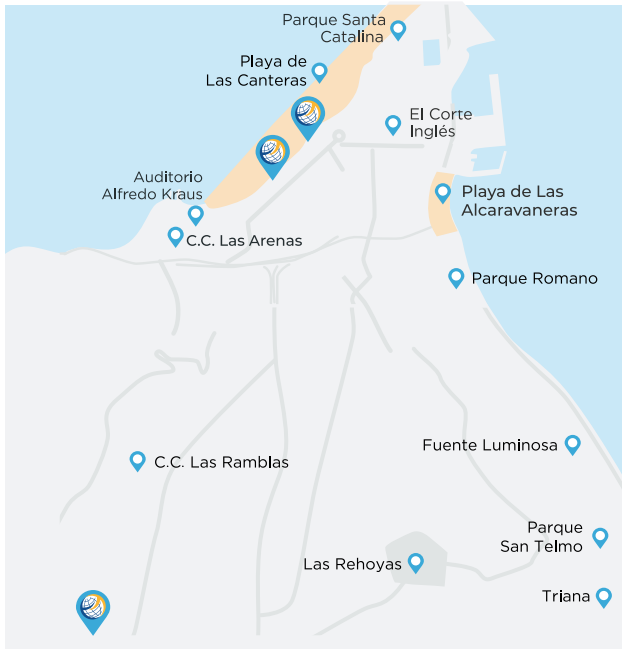 Parque Santa
Catalina
Playa de
Las Canteras
El Corte
Inglés
Auditorio
Alfredo Kraus
Playa de Las
Alcaravaneras
C.C. Las Arenas
Parque Romano
Fuente Luminosa
C.C. Las Ramblas
Parque
San Telmo
Las Rehoyas
Triana